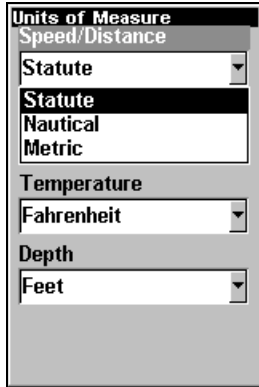 Units of Measure
Speed/Distance
Statute
Statute
Nautical
Metric
Temperature
Fahrenheit
Depth
Feet